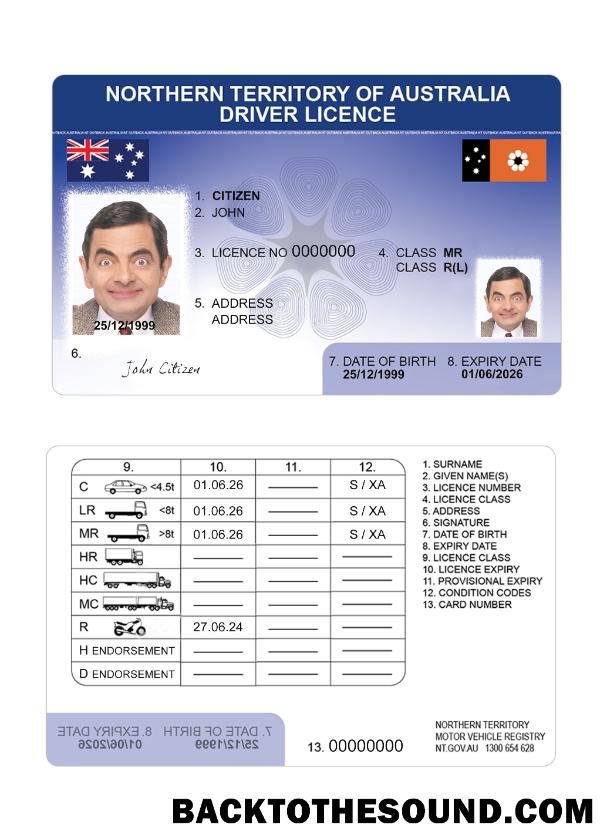 NORTHERN TERRITORY OF AUSTRALIA
DRIVER LICENCE
1. CITIZEN
2. JOHN
3. LICENCE NO 0000000
4. CLASS MR
CLASS R(L)
5. ADDRESS
ADDRESS
25/12/1999
6.
John Citizen
7. DATE OF BIRTH 8. EXPIRY DATE
25/12/1999 01/06/2026
9. 10. 11. 12.
C <4.5t 01.06.26 S / XA
LR <8t 01.06.26 S / XA
MR >8t 01.06.26 S / XA
HR
HC
MC
R 27.06.24
H ENDORSEMENT
D ENDORSEMENT
1. SURNAME
2. GIVEN NAME(S)
3. LICENCE NUMBER
4. LICENCE CLASS
5. ADDRESS
6. SIGNATURE
7. DATE OF BIRTH
8. EXPIRY DATE
9. LICENCE CLASS
10. LICENCE EXPIRY
11. PROVISIONAL EXPIRY
12. CONDITION CODES
13. CARD NUMBER
7. DATE OF BIRTH 8. EXPIRY DATE
25/12/1999 01/06/2026
13. 00000000
NORTHERN TERRITORY
MOTOR VEHICLE REGISTRY
NT.GOV.AU 1300 654 628
BACKTOTHESOUND.COM